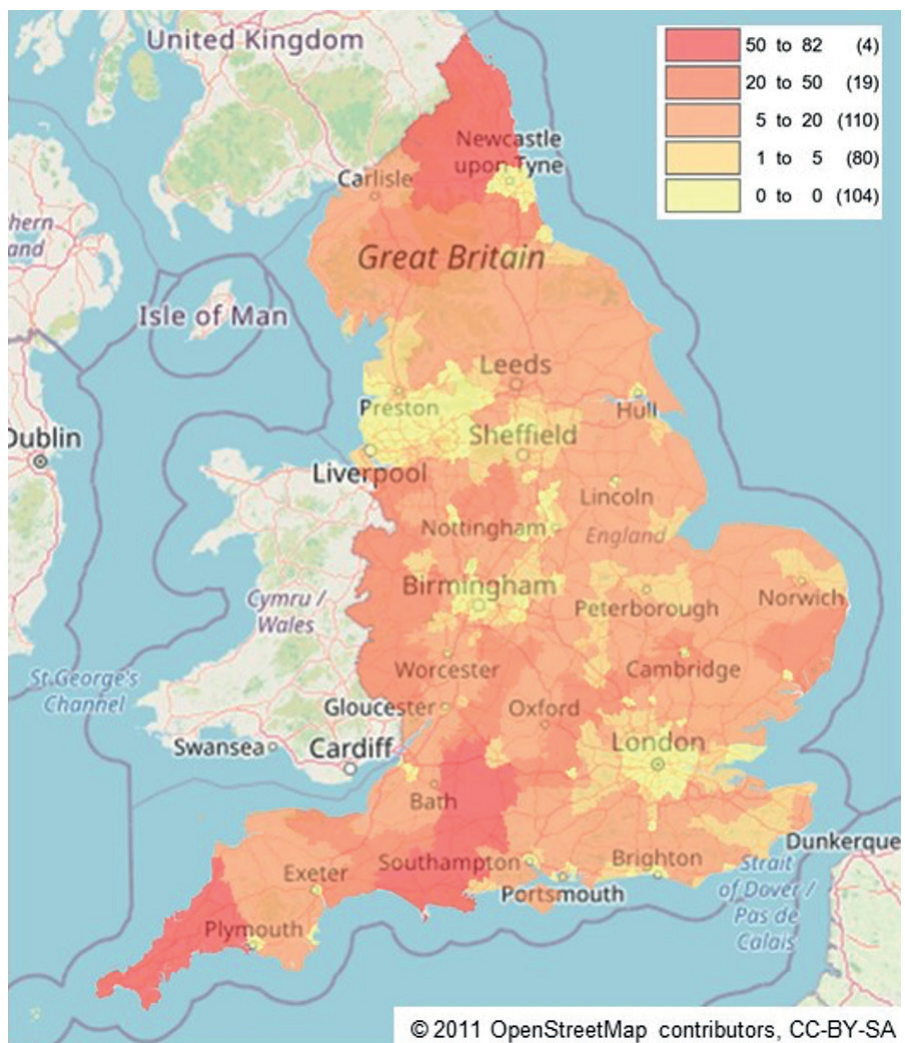 United Kingdom
50 to 82 (4)
20 to 50 (19)
5 to 20 (110)
1 to 5 (80)
0 to 0 (104)
Newcastle
upon Tyne
Carlisle
hern
and
Great Britain
Isle of Man
Leeds
Preston
Hull
Dublin
Sheffield
Liverpool
Lincoln
Nottingham
England
Birmingham
Cymru /
Wales
Peterborough
Norwich
St George's
Channel
Worcester
Cambridge
Gloucester
Oxford
Swansea
Cardiff
London
Bath
Dunkerque
Southampton
Brighton
Exeter
Portsmouth
Strait
of Dover /
Pas de
Calais
Plymouth
© 2011 OpenStreetMap contributors, CC-BY-SA